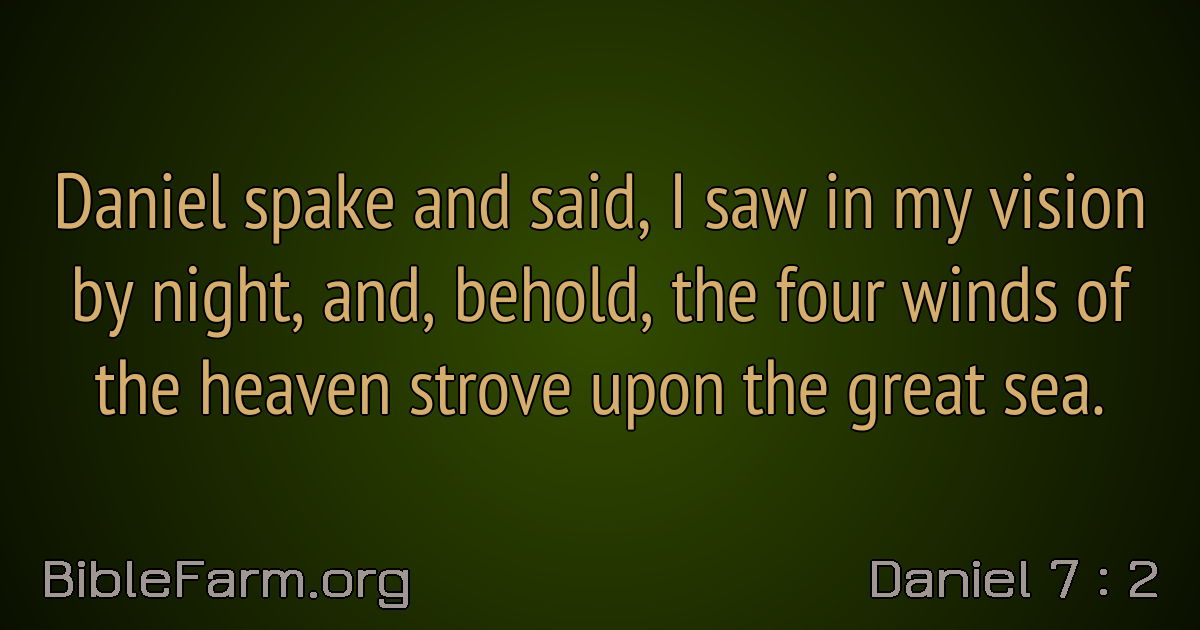 Daniel spake and said, I saw in my vision
by night, and, behold, the four winds of
the heaven strove upon the great sea.
BibleFarm.org
Daniel 7 : 2